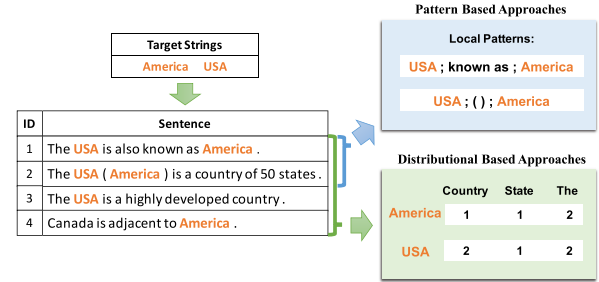 Pattern Based Approaches
Target Strings
America USA
Local Patterns:
USA ; known as ; America
USA ; ( ) ; America
ID Sentence
1 The USA is also known as America .
2 The USA ( America ) is a country of 50 states .
3 The USA is a highly developed country .
4 Canada is adjacent to America .
Distributional Based Approaches
Country State The
America 1 1 2
USA 2 1 2